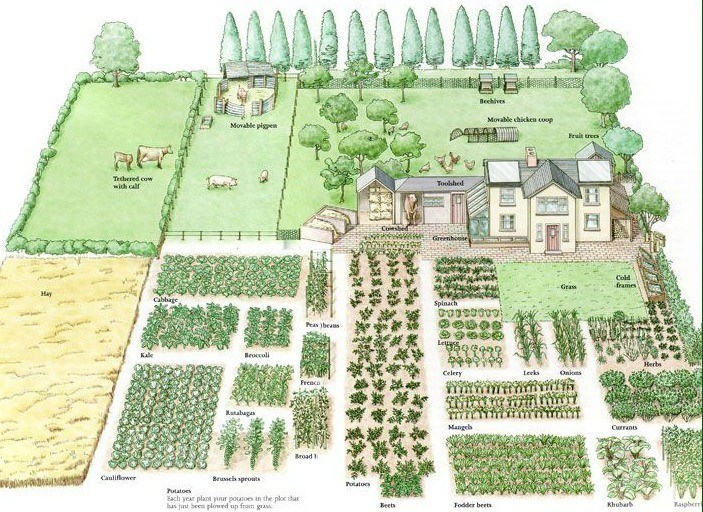 Beehives
Movable chicken coop
Movable pigpen
Fruit trees
Tethered cow
with calf
Toolshed
Cowshed
Greenhouse
Hay
Cold
frames
Grass
Cabbage
Spinach
Peas
beans
Lettuce
Kale
Broccoli
Herbs
Celery
Leeks
Onions
French
Rutabagas
Mangels
Currants
Broad b
Cauliflower
Brussels sprouts
Potatoes
Potatoes
Each year plant your potatoes in the plot that
has just been plowed up from grass.
Beets
Fodder beets
Rhubarb
Raspberri